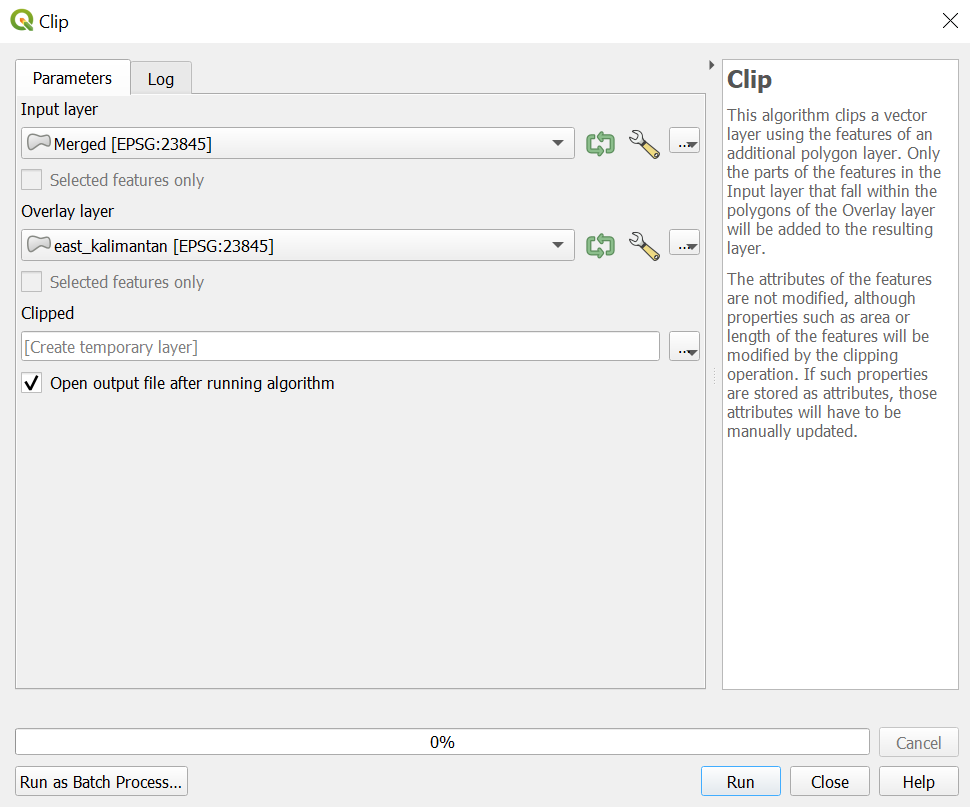 Clip
Parameters
Log
Input layer
Merged [EPSG:23845]
...
Selected features only
Overlay layer
east_kalimantan [EPSG:23845]
...
Selected features only
Clipped
[Create temporary layer]
...
Open output file after running algorithm
Clip
This algorithm clips a vector
layer using the features of an
additional polygon layer. Only
the parts of the features in the
Input layer that fall within the
polygons of the Overlay layer
will be added to the resulting
layer.
The attributes of the features
are not modified, although
properties such as area or
length of the features will be
modified by the clipping
operation. If such properties
are stored as attributes, those
attributes will have to be
manually updated.
0%
Cancel
Run as Batch Process...
Run
Close
Help